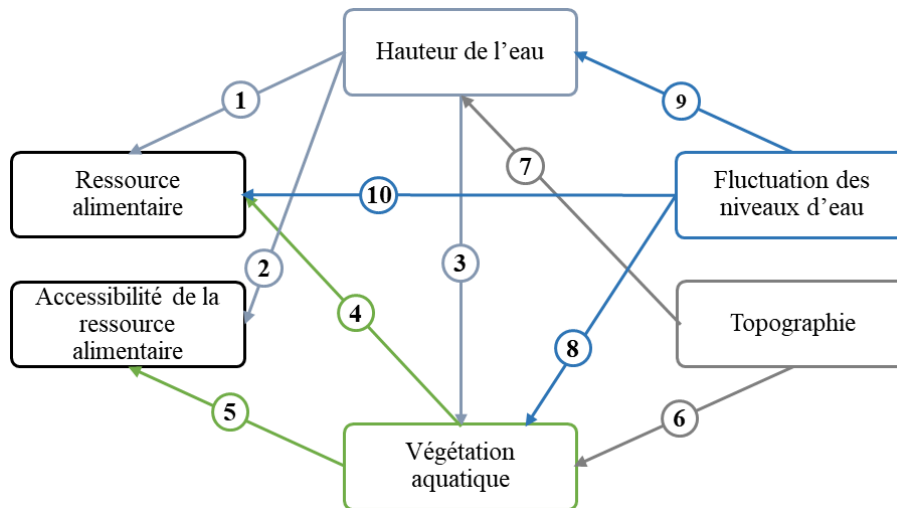 Hauteur de l’eau
1
9
Ressource
alimentaire
10
7
Fluctuation des
niveaux d’eau
2
3
Accessibilité de la
ressource
alimentaire
4
8
Topographie
5
6
Végétation
aquatique